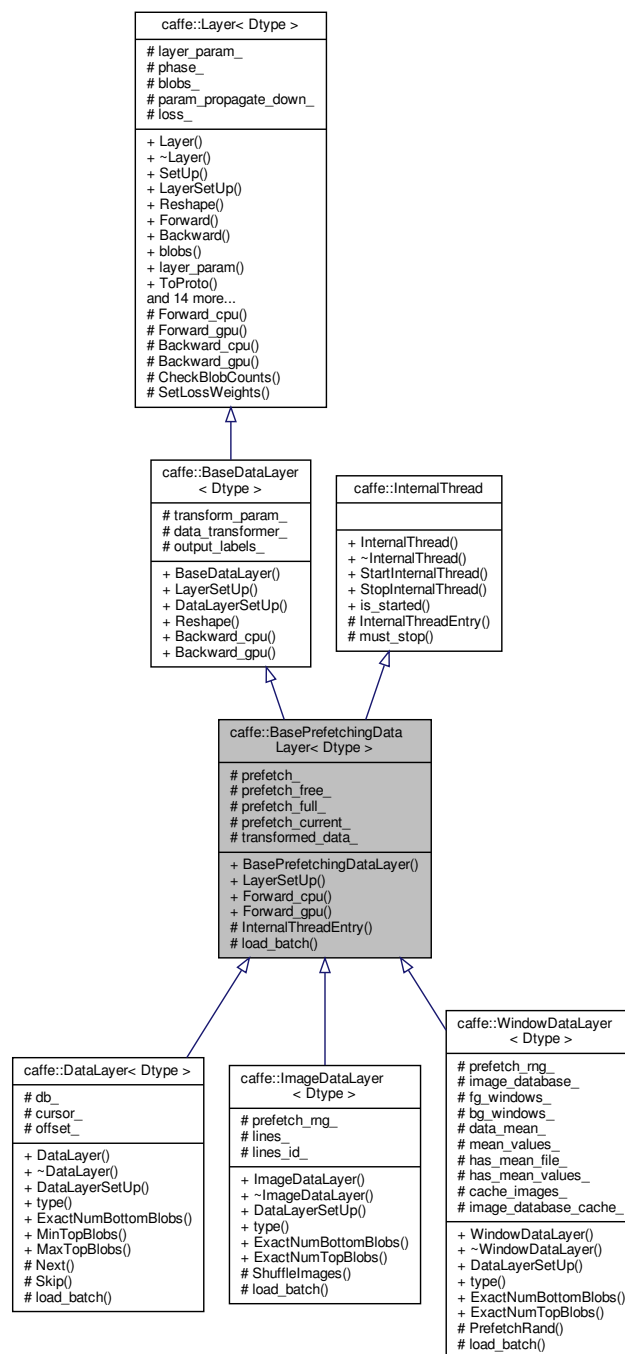 caffe::Layer< Dtype >
# layer_param_
# phase_
# blobs_
# param_propagate_down_
# loss_
+ Layer()
+ ~Layer()
+ SetUp()
+ LayerSetUp()
+ Reshape()
+ Forward()
+ Backward()
+ blobs()
+ layer_param()
+ ToProto()
and 14 more...
# Forward_cpu()
# Forward_gpu()
# Backward_cpu()
# Backward_gpu()
# CheckBlobCounts()
# SetLossWeights()
caffe::BaseDataLayer
< Dtype >
# transform_param_
# data_transformer_
# output_labels_
+ BaseDataLayer()
+ LayerSetUp()
+ DataLayerSetUp()
+ Reshape()
+ Backward_cpu()
+ Backward_gpu()
caffe::InternalThread
+ InternalThread()
+ ~InternalThread()
+ StartInternalThread()
+ StopInternalThread()
+ is_started()
# InternalThreadEntry()
# must_stop()
caffe::BasePrefetchingData
Layer< Dtype >
# prefetch_
# prefetch_free_
# prefetch_full_
# prefetch_current_
# transformed_data_
+ BasePrefetchingDataLayer()
+ LayerSetUp()
+ Forward_cpu()
+ Forward_gpu()
# InternalThreadEntry()
# load_batch()
caffe::DataLayer< Dtype >
# db_
# cursor_
# offset_
+ DataLayer()
+ ~DataLayer()
+ DataLayerSetUp()
+ type()
+ ExactNumBottomBlobs()
+ MinTopBlobs()
+ MaxTopBlobs()
# Next()
# Skip()
# load_batch()
caffe::ImageDataLayer
< Dtype >
# prefetch_rng_
# lines_
# lines_id_
+ ImageDataLayer()
+ ~ImageDataLayer()
+ DataLayerSetUp()
+ type()
+ ExactNumBottomBlobs()
+ ExactNumTopBlobs()
# ShuffleImages()
# load_batch()
caffe::WindowDataLayer
< Dtype >
# prefetch_rng_
# image_database_
# fg_windows_
# bg_windows_
# data_mean_
# mean_values_
# has_mean_file_
# has_mean_values_
# cache_images_
# image_database_cache_
+ WindowDataLayer()
+ ~WindowDataLayer()
+ DataLayerSetUp()
+ type()
+ ExactNumBottomBlobs()
+ ExactNumTopBlobs()
# PrefetchRand()
# load_batch()